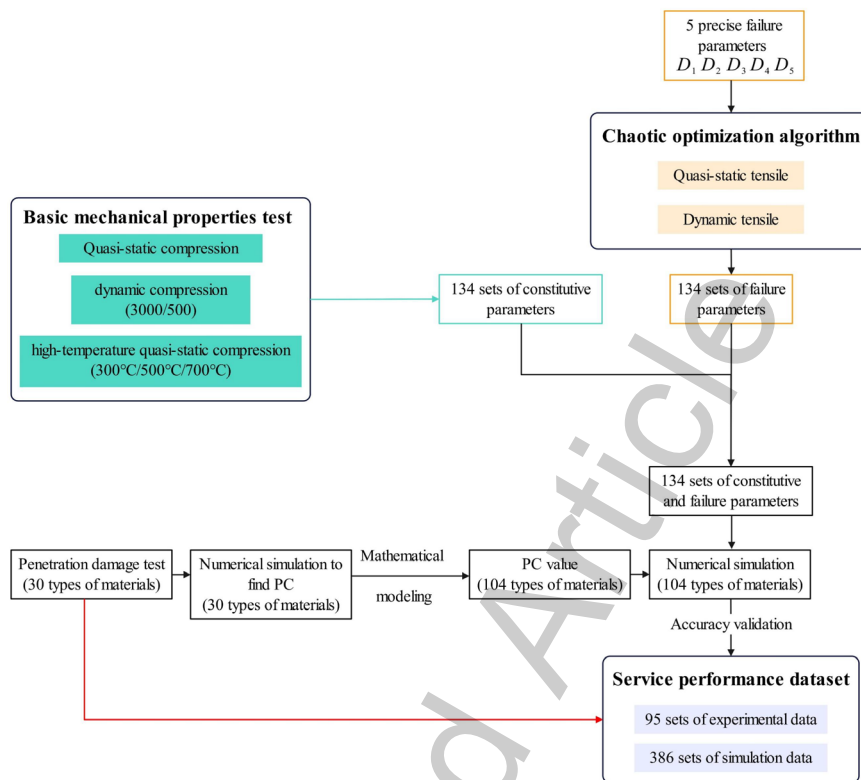 5 precise failure
parameters
D1 D2 D3 D4 D5
Chaotic optimization algorithm
Quasi-static tensile
Dynamic tensile
Basic mechanical properties test
Quasi-static compression
dynamic compression
(3000/500)
high-temperature quasi-static compression
(300°C/500°C/700°C)
134 sets of constitutive
parameters
134 sets of failure
parameters
134 sets of constitutive
and failure parameters
Penetration damage test
(30 types of materials)
Numerical simulation to
find PC
(30 types of materials)
Mathematical
modeling
PC value
(104 types of materials)
Numerical simulation
(104 types of materials)
Accuracy validation
Service performance dataset
95 sets of experimental data
386 sets of simulation data
d Article